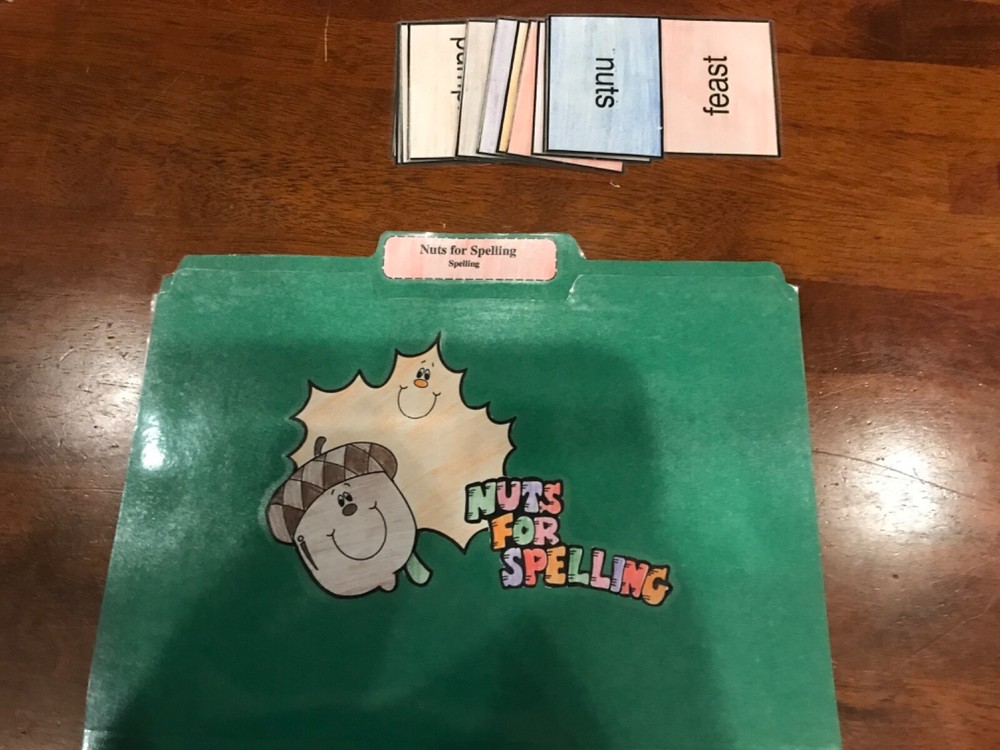 nuts
feast
Nuts for Spelling
Spelling
NUTS
FOR
SPELLING